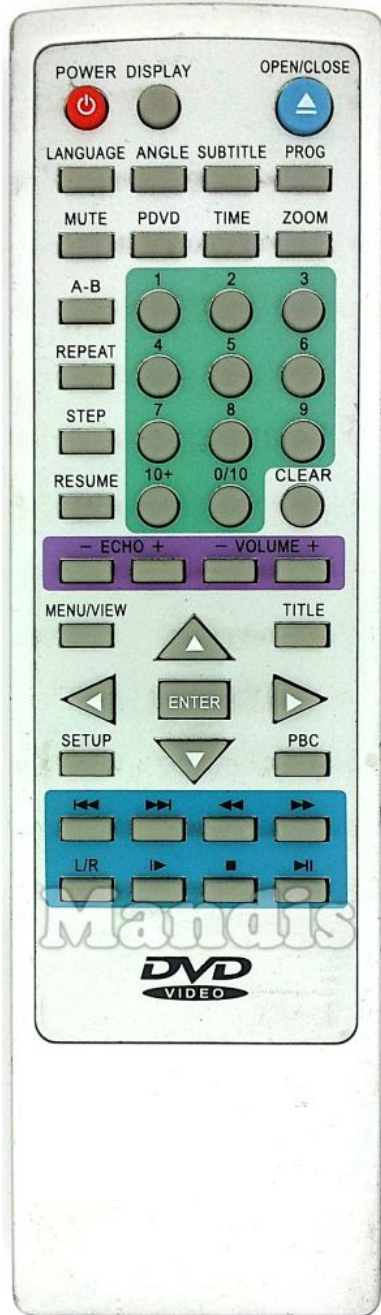 POWER DISPLAY OPEN/CLOSE
LANGUAGE ANGLE SUBTITLE PROG
MUTE PDVD TIME ZOOM
A-B 1 2 3
REPEAT 4 5 6
STEP 7 8 9
RESUME 10+ 0/10 CLEAR
- ECHO + - VOLUME +
MENU/VIEW TITLE
ENTER
SETUP PBC
L/R
Mandis
DVD
VIDEO